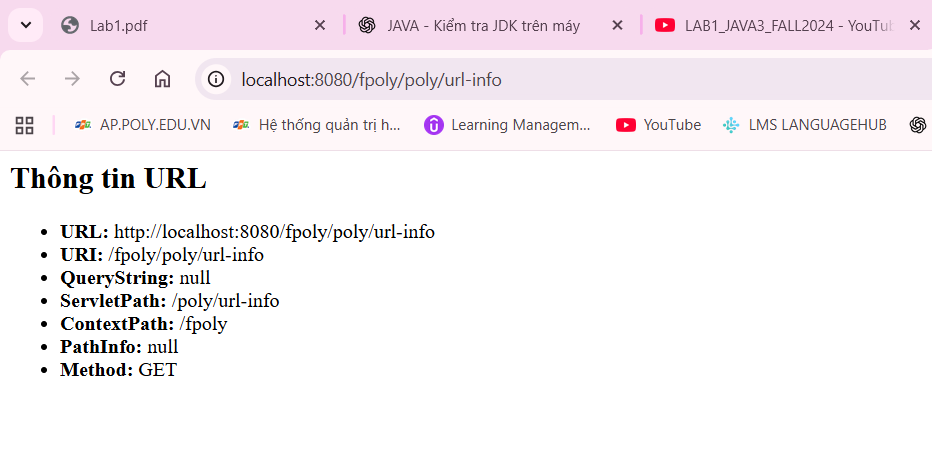 Lab1.pdf
JAVA - Kiểm tra JDK trên máy
LAB1_JAVA3_FALL2024 - YouTub
localhost:8080/fpoly/poly/url-info
AP.POLY.EDU.VN
Hệ thống quản trị h...
Learning Managem...
YouTube
LMS LANGUAGEHUB
Thông tin URL
URL: http://localhost:8080/fpoly/poly/url-info
URI: /fpoly/poly/url-info
QueryString: null
ServletPath: /poly/url-info
ContextPath: /fpoly
PathInfo: null
Method: GET